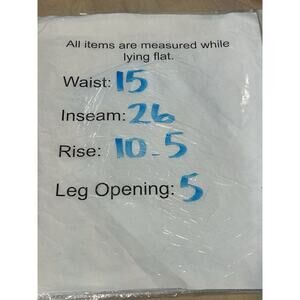 All items are measured while
lying flat.
Waist: 15
Inseam: 26
Rise: 10.5
Leg Opening: 5